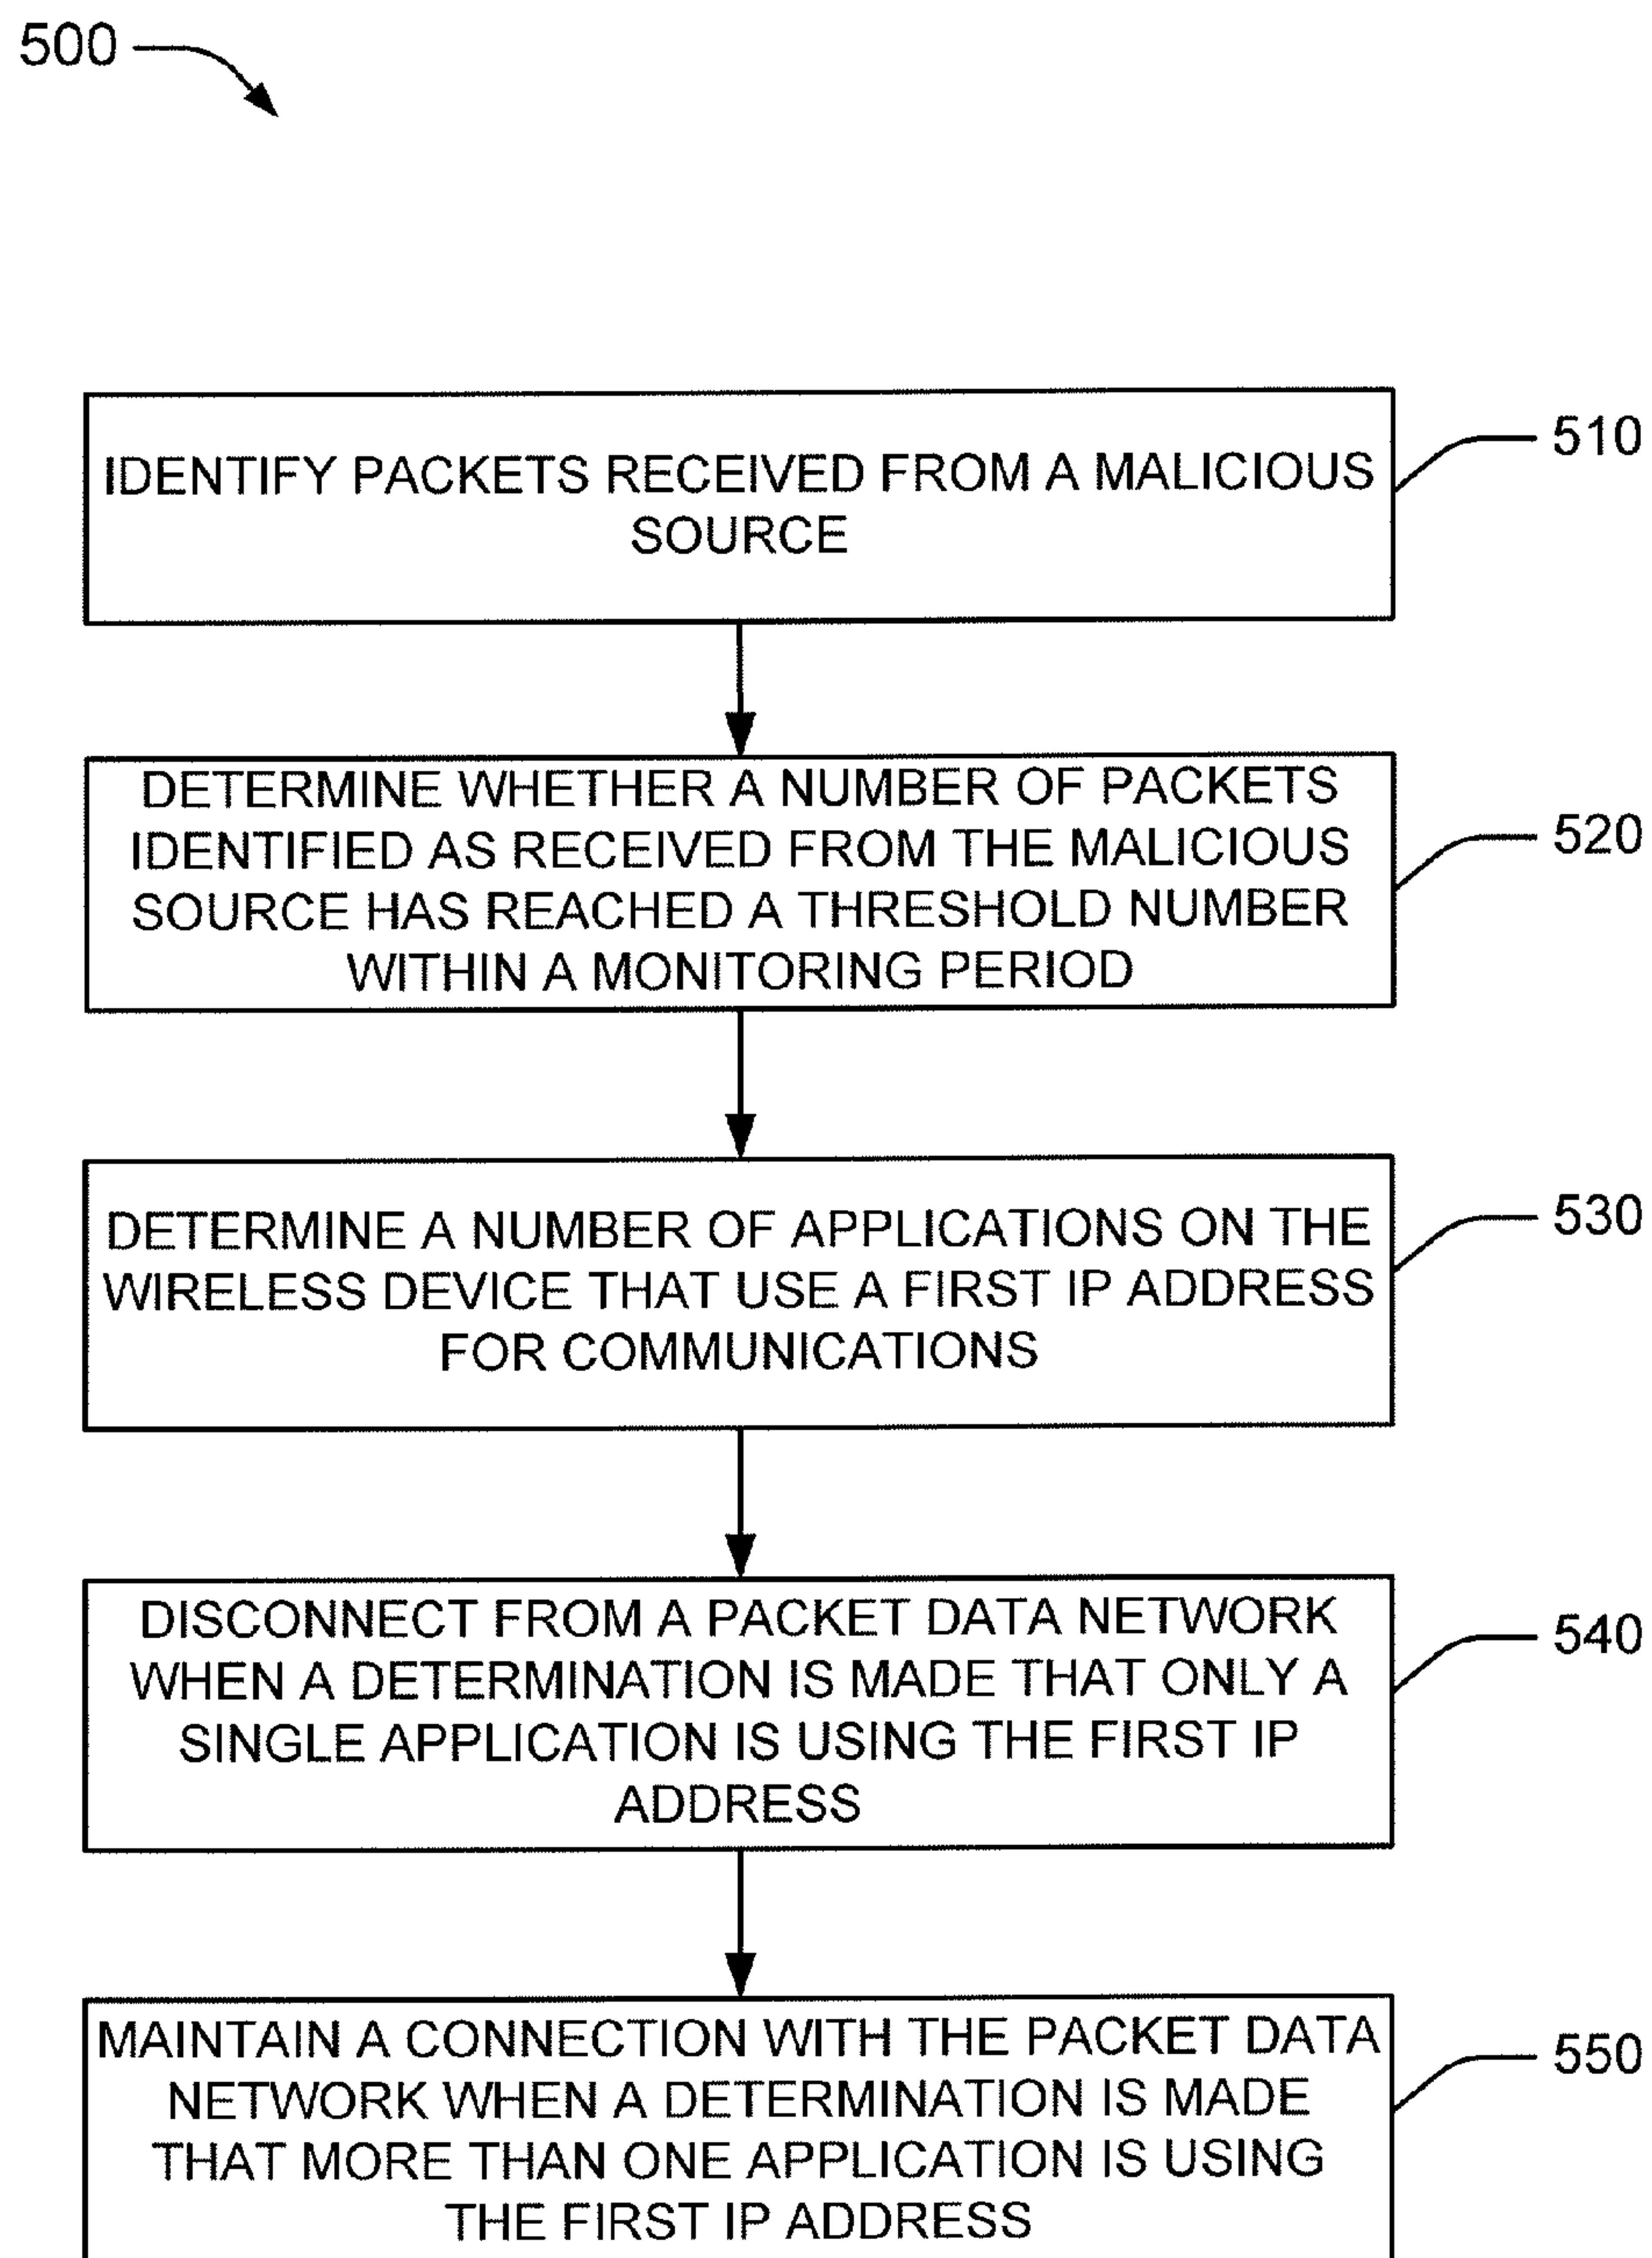 500
IDENTIFY PACKETS RECEIVED FROM A MALICIOUS
SOURCE
510
DETERMINE WHETHER A NUMBER OF PACKETS
IDENTIFIED AS RECEIVED FROM THE MALICIOUS
SOURCE HAS REACHED A THRESHOLD NUMBER
WITHIN A MONITORING PERIOD
520
DETERMINE A NUMBER OF APPLICATIONS ON THE
WIRELESS DEVICE THAT USE A FIRST IP ADDRESS
FOR COMMUNICATIONS
530
DISCONNECT FROM A PACKET DATA NETWORK
WHEN A DETERMINATION IS MADE THAT ONLY A
SINGLE APPLICATION IS USING THE FIRST IP
ADDRESS
540
MAINTAIN A CONNECTION WITH THE PACKET DATA
NETWORK WHEN A DETERMINATION IS MADE
THAT MORE THAN ONE APPLICATION IS USING
THE FIRST IP ADDRESS
550